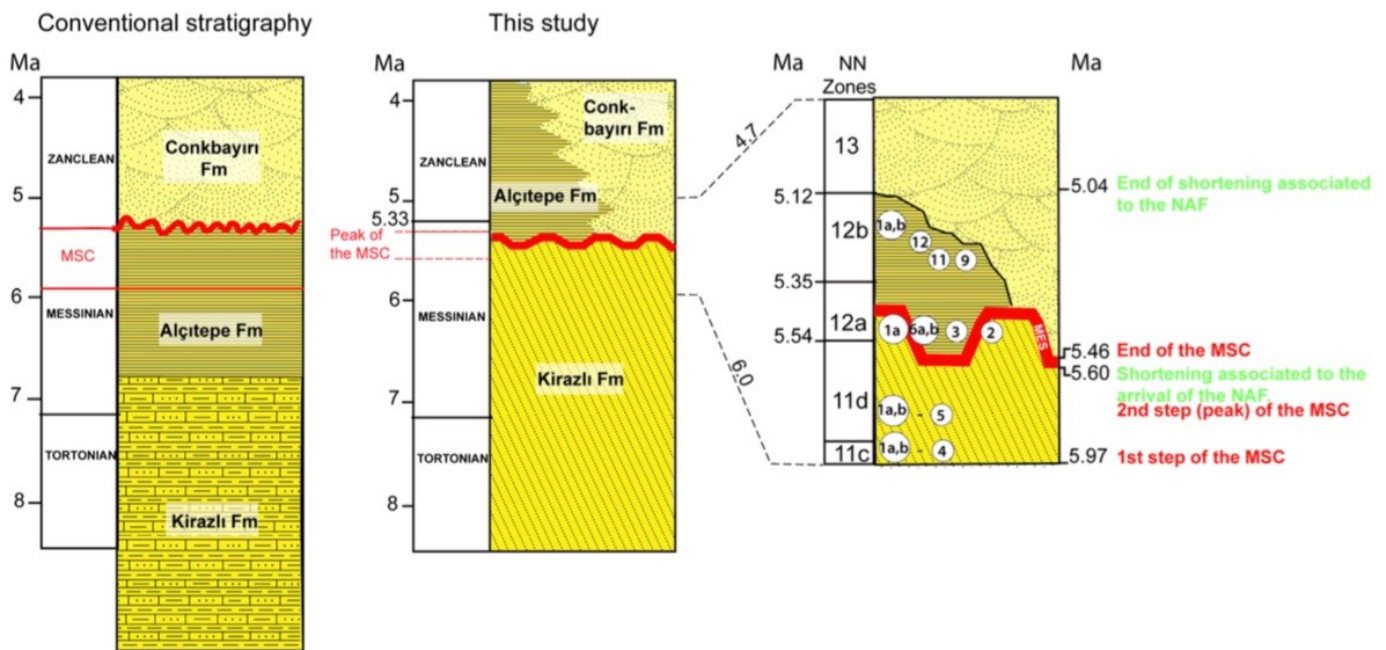 Conventional stratigraphy
Ma
4
5
6
7
8
ZANCLEAN
MSC
MESSINIAN
TORTONIAN
Conkbayırı
Fm
Alçıtepe Fm
Kirazlı Fm
This study
Ma
4
5
5.33
Peak of
the MSC
6
7
8
ZANCLEAN
MESSINIAN
TORTONIAN
Conk-
bayırı Fm
Alçıtepe Fm
Kirazlı Fm
4.7
6.0
Ma
NN
Zones
Ma
13
5.12
12b
5.35
12a
5.54
11d
11c
1a,b
12
11
9
1a
6a,b
3
2
MES
1a,b - 5
1a,b - 4
5.04 End of shortening associated
to the NAF
5.46 End of the MSC
5.60 Shortening associated to the
arrival of the NAF.
2nd step (peak) of the MSC
5.97 1st step of the MSC